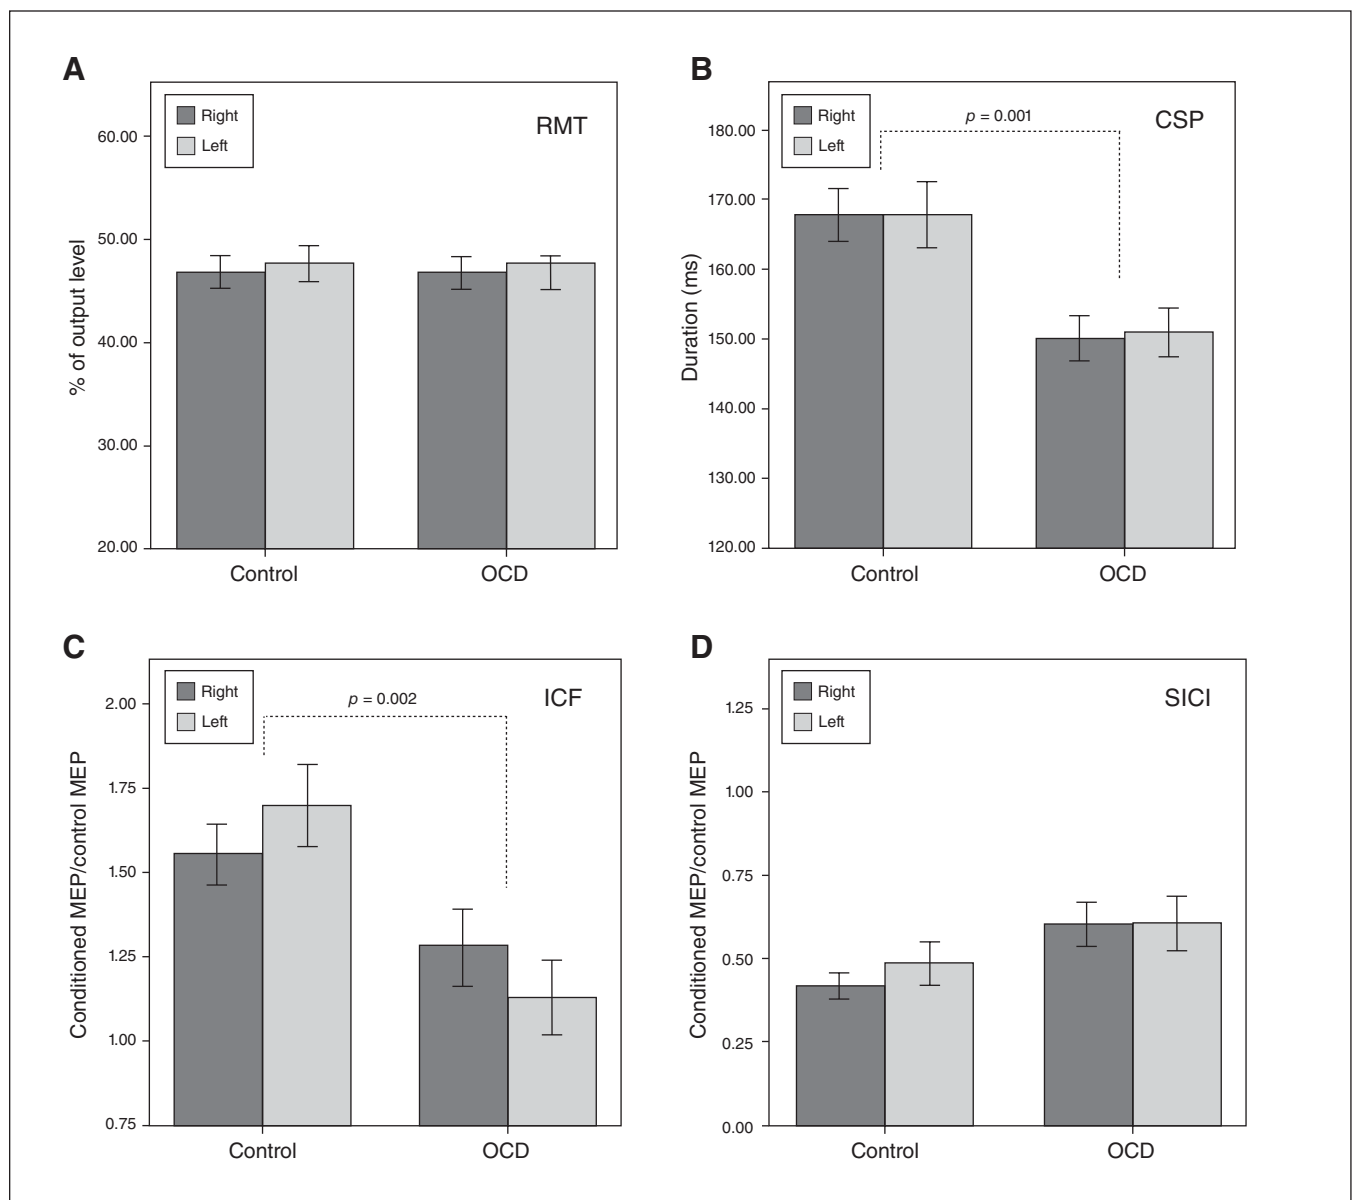 A
Right
Left
RMT
60.00
50.00
40.00
30.00
20.00
% of output level
Control
OCD
B
Right
Left
p = 0.001
CSP
180.00
170.00
160.00
150.00
140.00
130.00
120.00
Duration (ms)
Control
OCD
C
Right
Left
p = 0.002
ICF
2.00
1.75
1.50
1.25
1.00
0.75
Conditioned MEP/control MEP
Control
OCD
D
Right
Left
SICI
1.25
1.00
0.75
0.50
0.25
0.00
Conditioned MEP/control MEP
Control
OCD